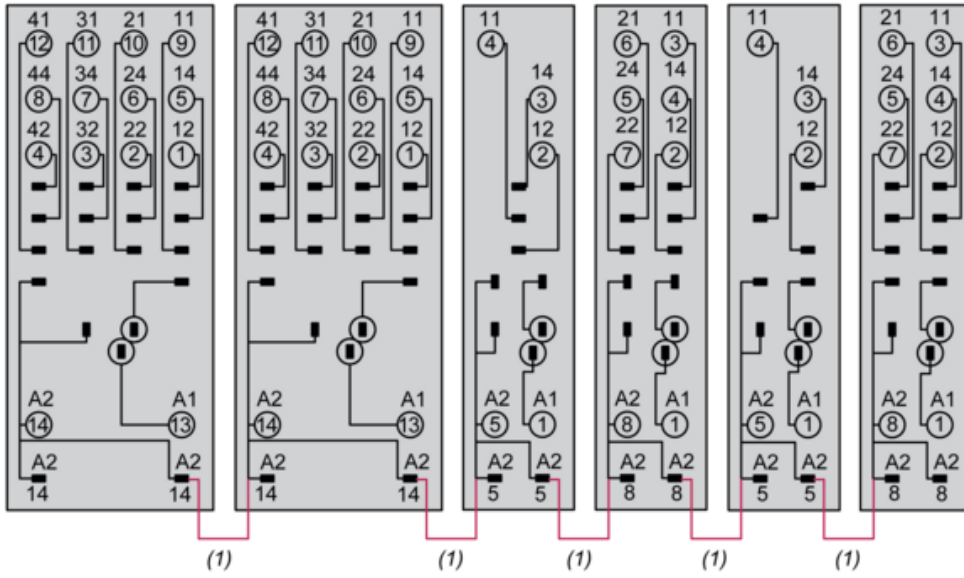 41 31 21 11 41 31 21 11 11 21 11 11 21 11
12 11 10 9 12 11 10 9 4 6 3 4 6 3
44 34 24 14 44 34 24 14 14 24 14 14 24 14
8 7 6 5 8 7 6 5 3 5 4 3 5 4
42 32 22 12 42 32 22 12 12 22 12 12 22 12
4 3 2 1 4 3 2 1 2 7 2 2 7 2
A2 A1 A2 A1 A2 A1 A2 A1 A2 A1 A2 A1
14 13 14 13 5 1 8 1 5 1 8 1
A2 A2 A2 A2 A2 A2 A2 A2 A2 A2 A2 A2
14 14 14 14 5 5 8 8 5 5 8 8
(1) (1) (1) (1) (1)